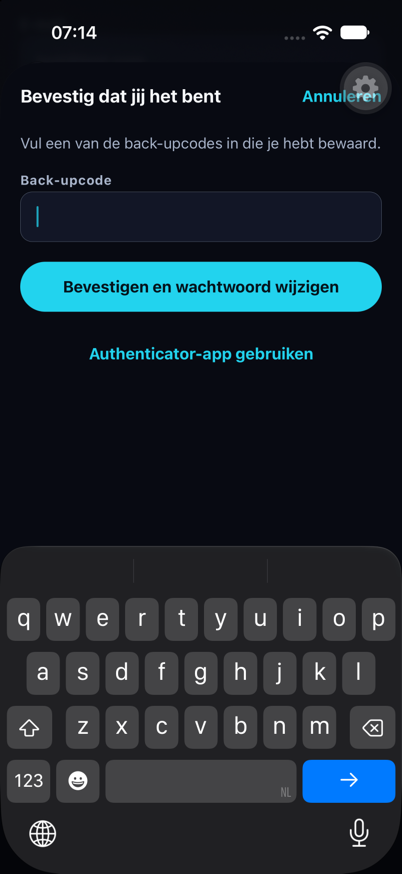 07:14
Bevestig dat jij het bent
Annuleren
Vul een van de back-upcodes in die je hebt bewaard.
Back-upcode
Bevestigen en wachtwoord wijzigen
Authenticator-app gebruiken
q w e r t y u i o p
a s d f g h j k l
z x c v b n m
123
NL